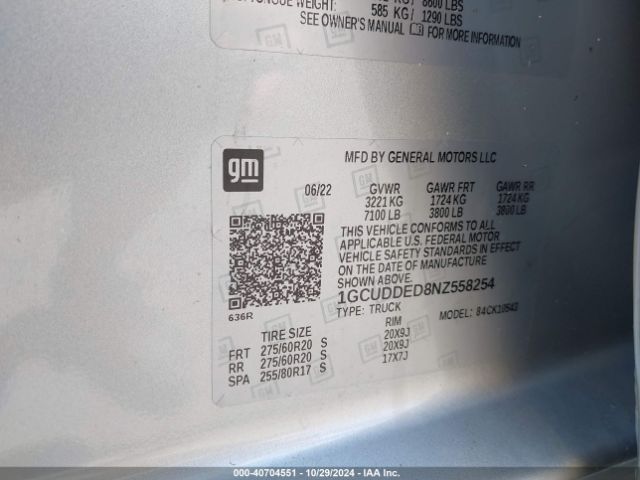 WEIGHT: 8600 LBS
585 KG / 1290 LBS
SEE OWNER'S MANUAL FOR MORE INFORMATION
gm
MFD BY GENERAL MOTORS LLC
06/22 GVWR GAWR FRT GAWR RR
3221 KG 1724 KG 1724 KG
7100 LB 3800 LB 3800 LB
THIS VEHICLE CONFORMS TO ALL
APPLICABLE U.S. FEDERAL MOTOR
VEHICLE SAFETY STANDARDS IN EFFECT
ON THE DATE OF MANUFACTURE
SHOWN ABOVE.
1GCUDDED8NZ558254
636R
TYPE: TRUCK MODEL: 84CK10543
TIRE SIZE RIM
FRT 275/60R20 S 20X9J
RR 275/60R20 S 20X9J
SPA 255/80R17 S 17X7J
000-40704551 | 10/29/2024 | IAA Inc.